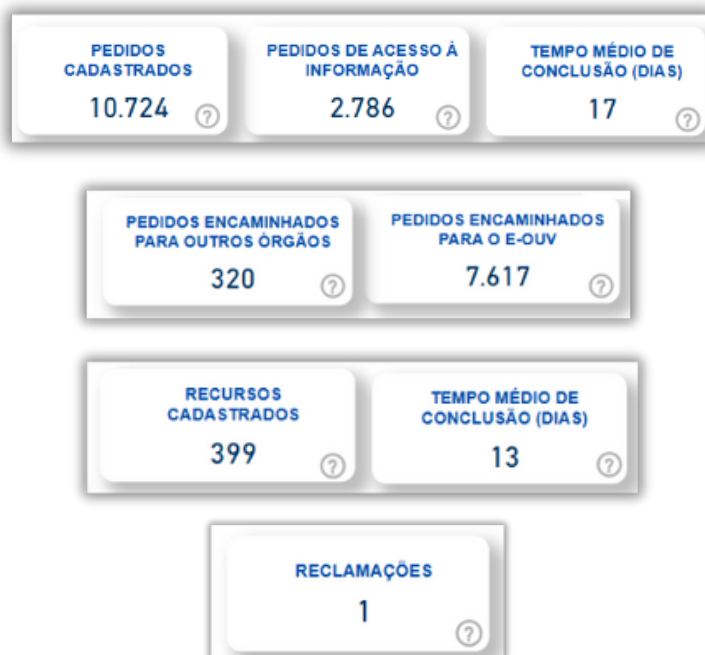 PEDIDOS
CADASTRADOS
10.724
?
PEDIDOS DE ACESSO À
INFORMAÇÃO
2.786
?
TEMPO MÉDIO DE
CONCLUSÃO (DIAS)
17
?
PEDIDOS ENCAMINHADOS
PARA OUTROS ÓRGÃOS
320
?
PEDIDOS ENCAMINHADOS
PARA O E-OUV
7.617
?
RECURSOS
CADASTRADOS
399
?
TEMPO MÉDIO DE
CONCLUSÃO (DIAS)
13
?
RECLAMAÇÕES
1
?